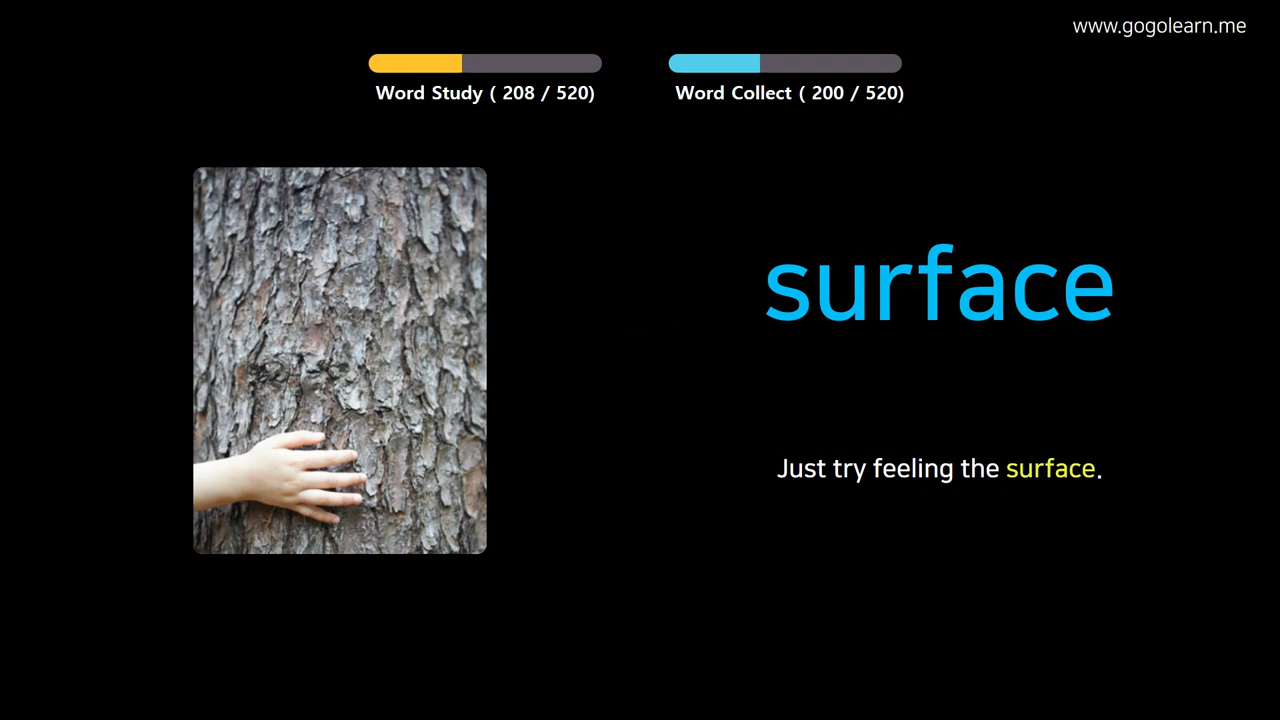 www.gogolearn.me
Word Study ( 208 / 520)
Word Collect ( 200 / 520)
surface
Just try feeling the surface.